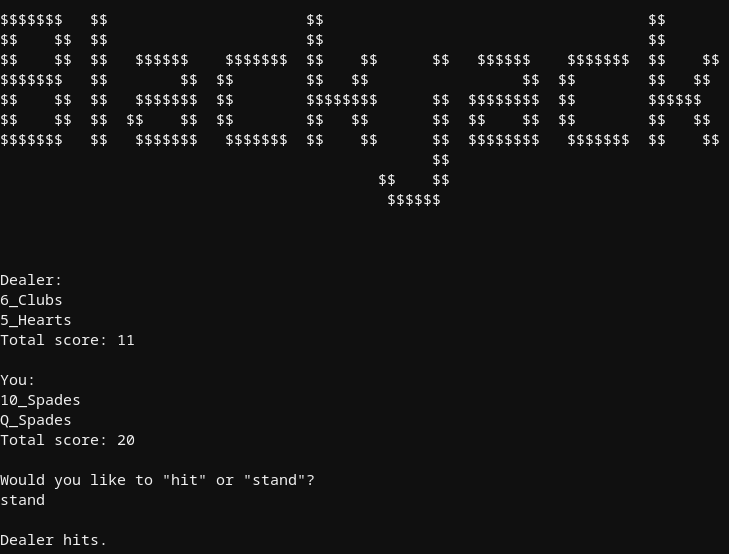 Blackjack
Dealer:
6_Clubs
5_Hearts
Total score: 11
You:
10_Spades
Q_Spades
Total score: 20
Would you like to "hit" or "stand"?
stand
Dealer hits.